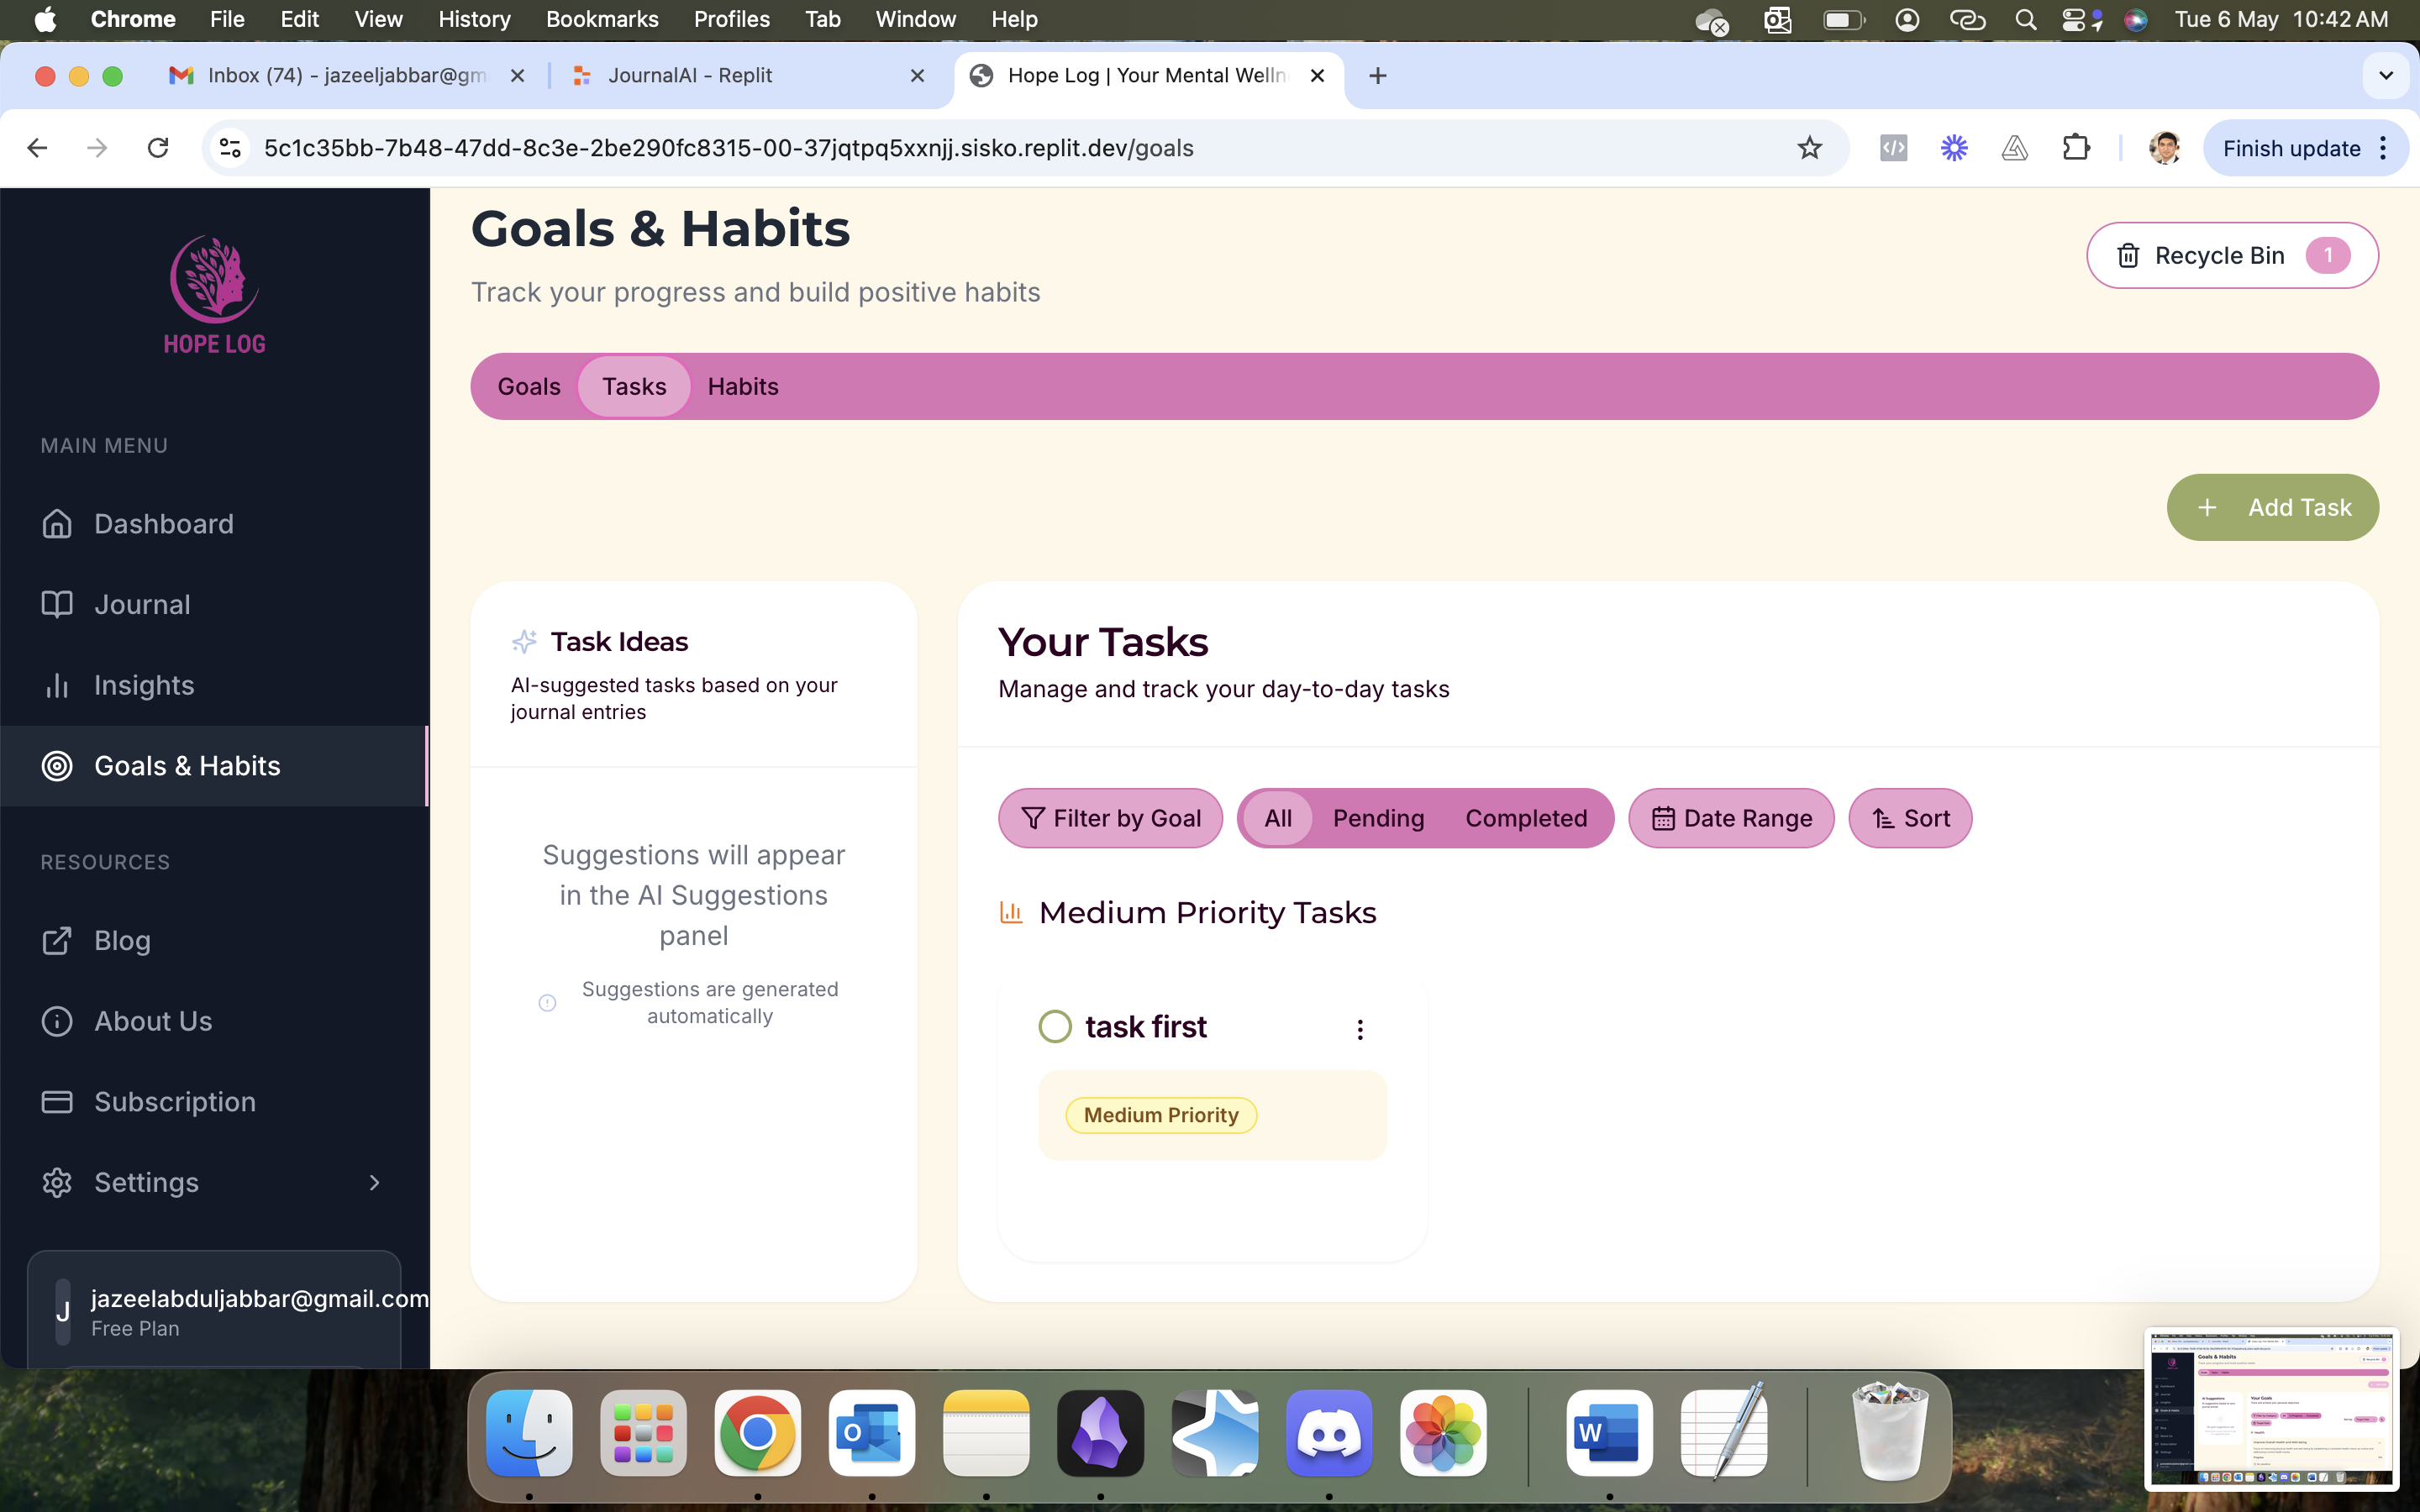 Chrome File Edit View History Bookmarks Profiles Tab Window Help Tue 6 May 10:42 AM
Inbox (74) - jazeeljabbar@gm
JournalAI - Replit
Hope Log | Your Mental Welln
5c1c35bb-7b48-47dd-8c3e-2be290fc8315-00-37jqtpq5xxnjj.sisko.replit.dev/goals
Finish update
HOPE LOG
MAIN MENU
Dashboard
Journal
Insights
Goals & Habits
RESOURCES
Blog
About Us
Subscription
Settings
J
jazeelabduljabbar@gmail.com
Free Plan
Goals & Habits
Track your progress and build positive habits
Recycle Bin 1
Goals Tasks Habits
+ Add Task
Task Ideas
AI-suggested tasks based on your
journal entries
Suggestions will appear
in the AI Suggestions
panel
Suggestions are generated
automatically
Your Tasks
Manage and track your day-to-day tasks
Filter by Goal All Pending Completed Date Range Sort
Medium Priority Tasks
task first
Medium Priority
Goals & Habits
Your Goals